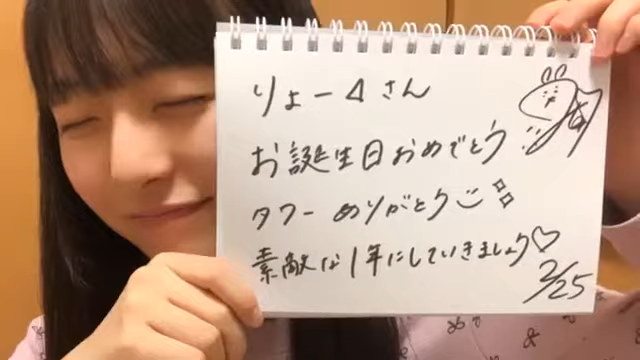 りょー△さん
お誕生日おめでとう
タワーありがとう
素敵な1年にしていきましょう♡
2/25